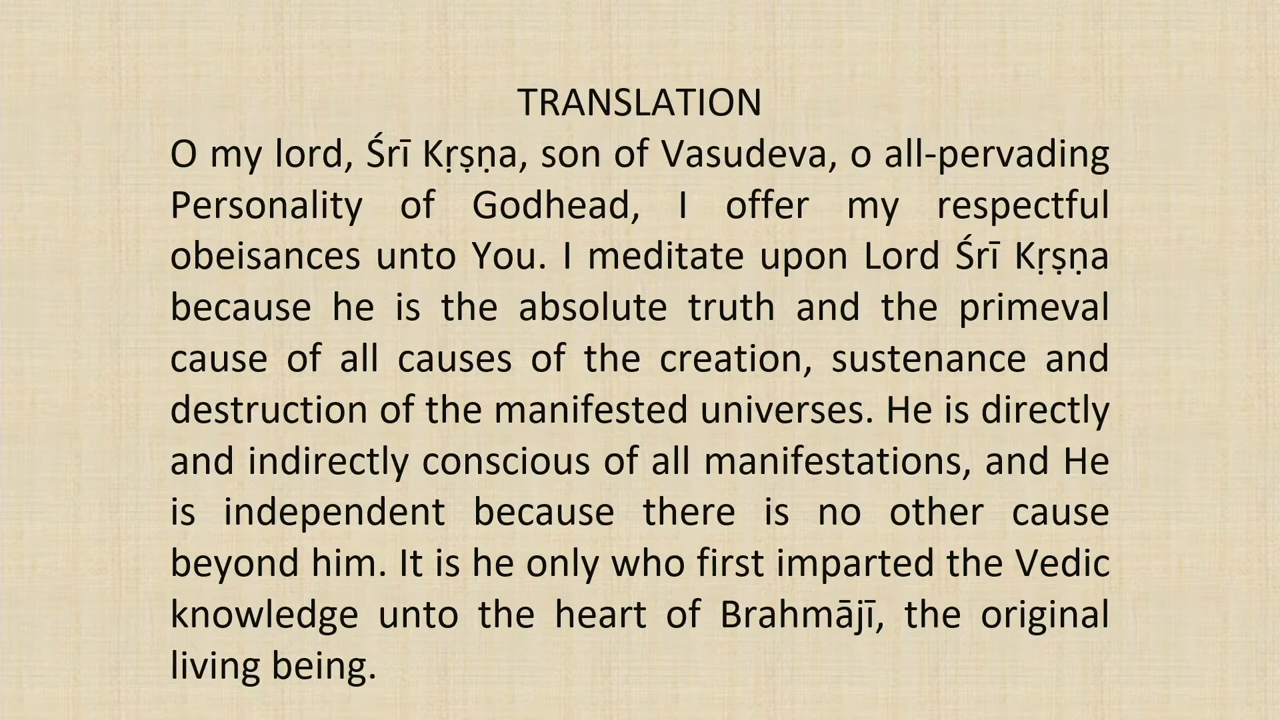 TRANSLATION
O my lord, Śrī Kṛṣṇa, son of Vasudeva, o all-pervading
Personality of Godhead, I offer my respectful
obeisances unto You. I meditate upon Lord Śrī Kṛṣṇa
because he is the absolute truth and the primeval
cause of all causes of the creation, sustenance and
destruction of the manifested universes. He is directly
and indirectly conscious of all manifestations, and He
is independent because there is no other cause
beyond him. It is he only who first imparted the Vedic
knowledge unto the heart of Brahmājī, the original
living being.